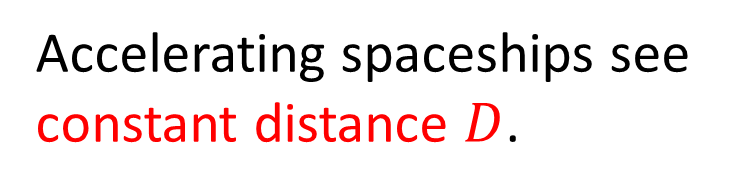 Accelerating spaceships see
constant distance D.